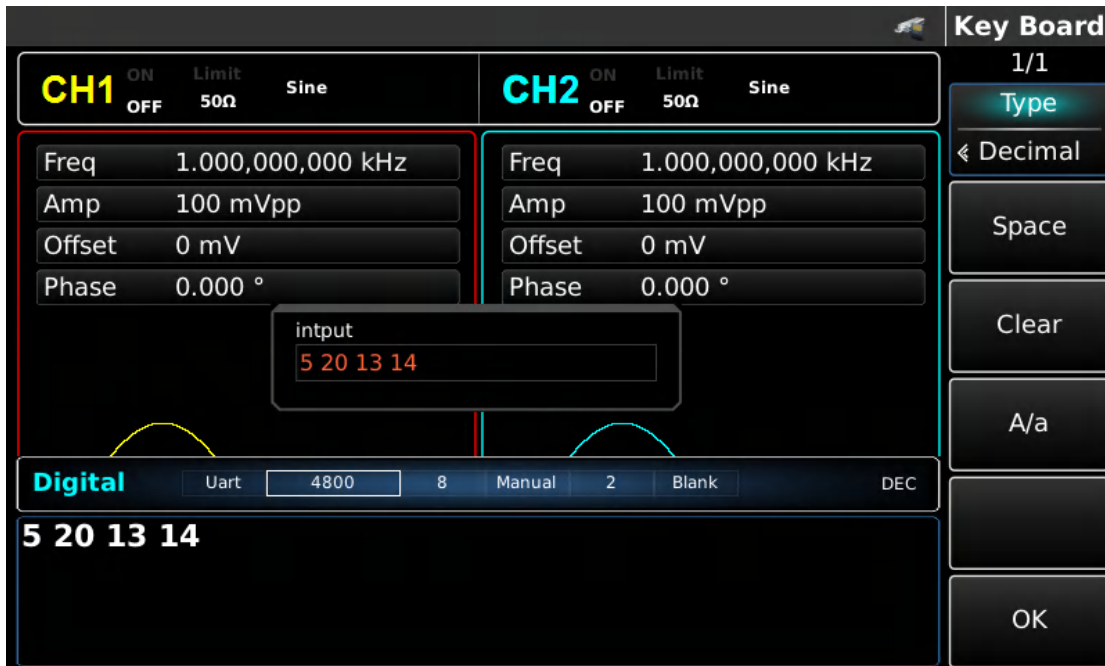 Key Board
1/1
CH1 ON OFF Limit 50Ω Sine
CH2 ON OFF Limit 50Ω Sine
Type
« Decimal
Freq 1.000,000,000 kHz
Amp 100 mVpp
Offset 0 mV
Phase 0.000 °
Freq 1.000,000,000 kHz
Amp 100 mVpp
Offset 0 mV
Phase 0.000 °
Space
intput
5 20 13 14
Clear
A/a
Digital Uart 4800 8 Manual 2 Blank DEC
5 20 13 14
OK